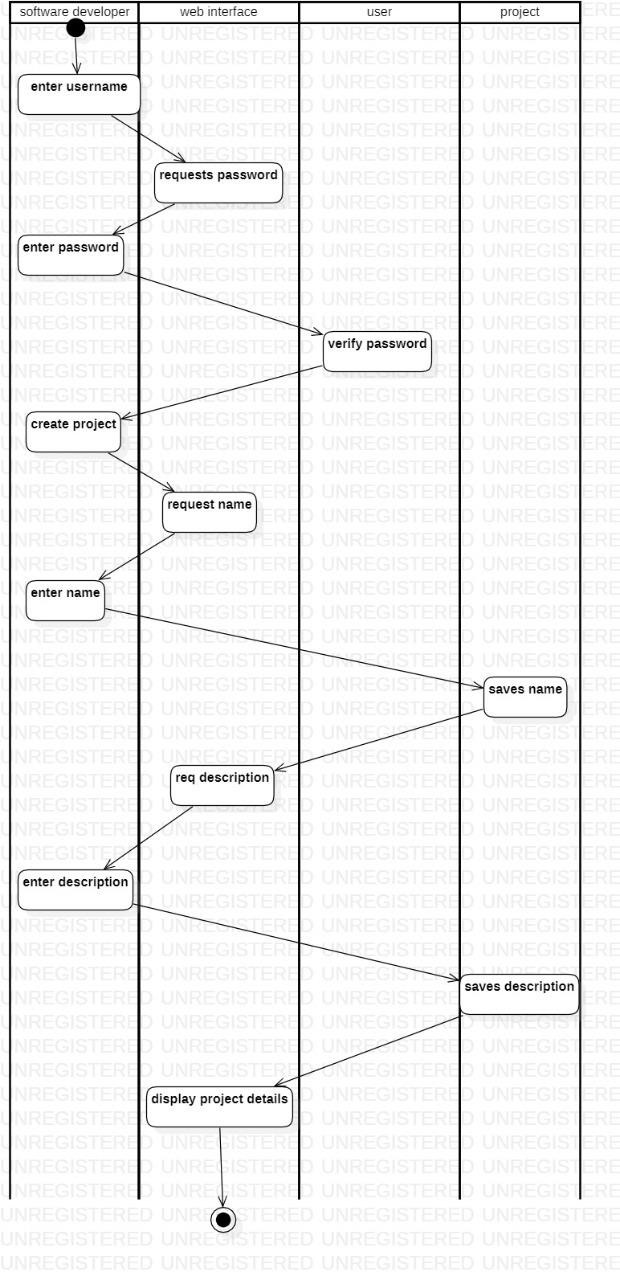 software developer
web interface
user
project
enter username
requests password
enter password
verify password
create project
request name
enter name
saves name
req description
enter description
saves description
display project details
UNREGISTERED